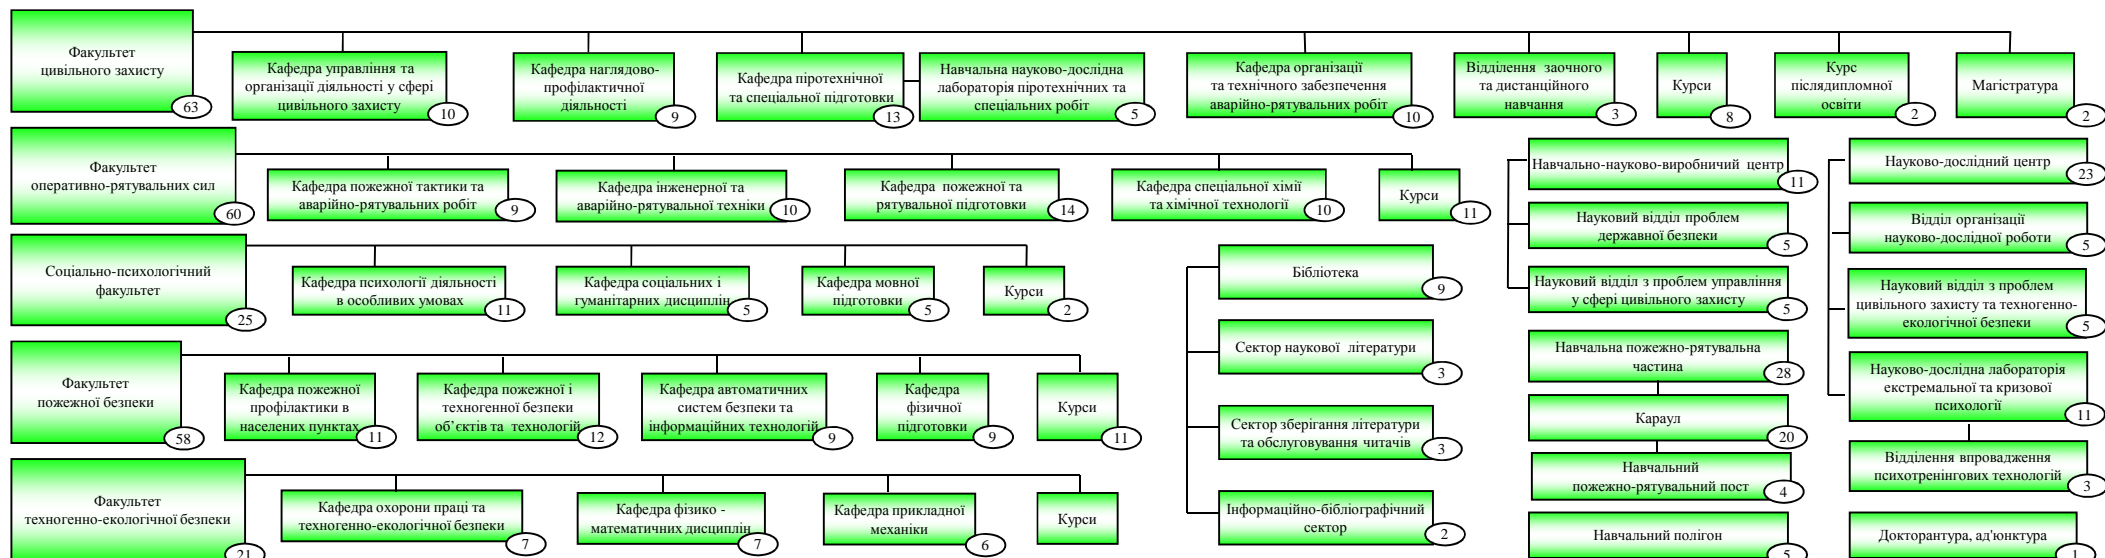 Факультет
цивільного захисту
63
Кафедра управління та
організації діяльності у сфері
цивільного захисту
10
Кафедра наглядово-
профілактичної
діяльності
9
Кафедра піротехнічної
та спеціальної підготовки
13
Навчальна науково-дослідна
лабораторія піротехнічних та
спеціальних робіт
5
Кафедра організації
та технічного забезпечення
аварійно-рятувальних робіт
10
Відділення заочного
та дистанційного
навчання
3
Курси
8
Курс
післядипломної
освіти
2
Магістратура
2
Факультет
оперативно-рятувальних сил
60
Кафедра пожежної тактики та
аварійно-рятувальних робіт
9
Кафедра інженерної та
аварійно-рятувальної техніки
10
Кафедра пожежної та
рятувальної підготовки
14
Кафедра спеціальної хімії
та хімічної технології
10
Курси
11
Соціально-психологічний
факультет
25
Кафедра психології діяльності
в особливих умовах
11
Кафедра соціальних і
гуманітарних дисциплін
5
Кафедра мовної
підготовки
5
Курси
2
Факультет
пожежної безпеки
58
Кафедра пожежної
профілактики в
населених пунктах
11
Кафедра пожежної і
техногенної безпеки
об’єктів та технологій
12
Кафедра автоматичних
систем безпеки та
інформаційних технологій
9
Кафедра
фізичної
підготовки
9
Курси
11
Факультет
техногенно-екологічної безпеки
21
Кафедра охорони праці та
техногенно-екологічної безпеки
7
Кафедра фізико -
математичних дисциплін
7
Кафедра прикладної
механіки
6
Курси
Бібліотека
9
Сектор наукової літератури
3
Сектор зберігання літератури
та обслуговування читачів
3
Інформаційно-бібліографічний
сектор
2
Навчально-науково-виробничий центр
11
Науковий відділ проблем
державної безпеки
5
Науковий відділ з проблем управління
у сфері цивільного захисту
5
Навчальна пожежно-рятувальна
частина
28
Караул
20
Навчальний
пожежно-рятувальний пост
4
Навчальний полігон
5
Науково-дослідний центр
23
Відділ організації
науково-дослідної роботи
5
Науковий відділ з проблем
цивільного захисту та техногенно-
екологічної безпеки
5
Науково-дослідна лабораторія
екстремальної та кризової
психології
11
Відділення впровадження
психотренінгових технологій
3
Докторантура, ад'юнктура
1